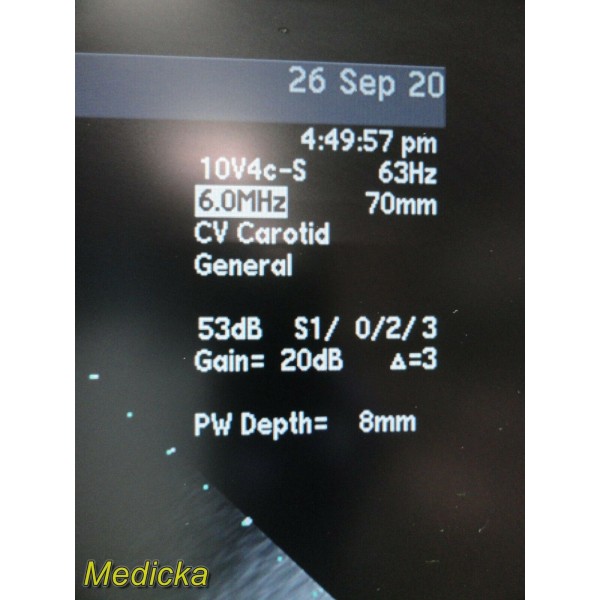 26 Sep 20
4:49:57 pm
10V4c-S 63Hz
6.0MHz 70mm
CV Carotid
General
53dB S1/ 0/2/3
Gain= 20dB Δ=3
PW Depth= 8mm
Medicka